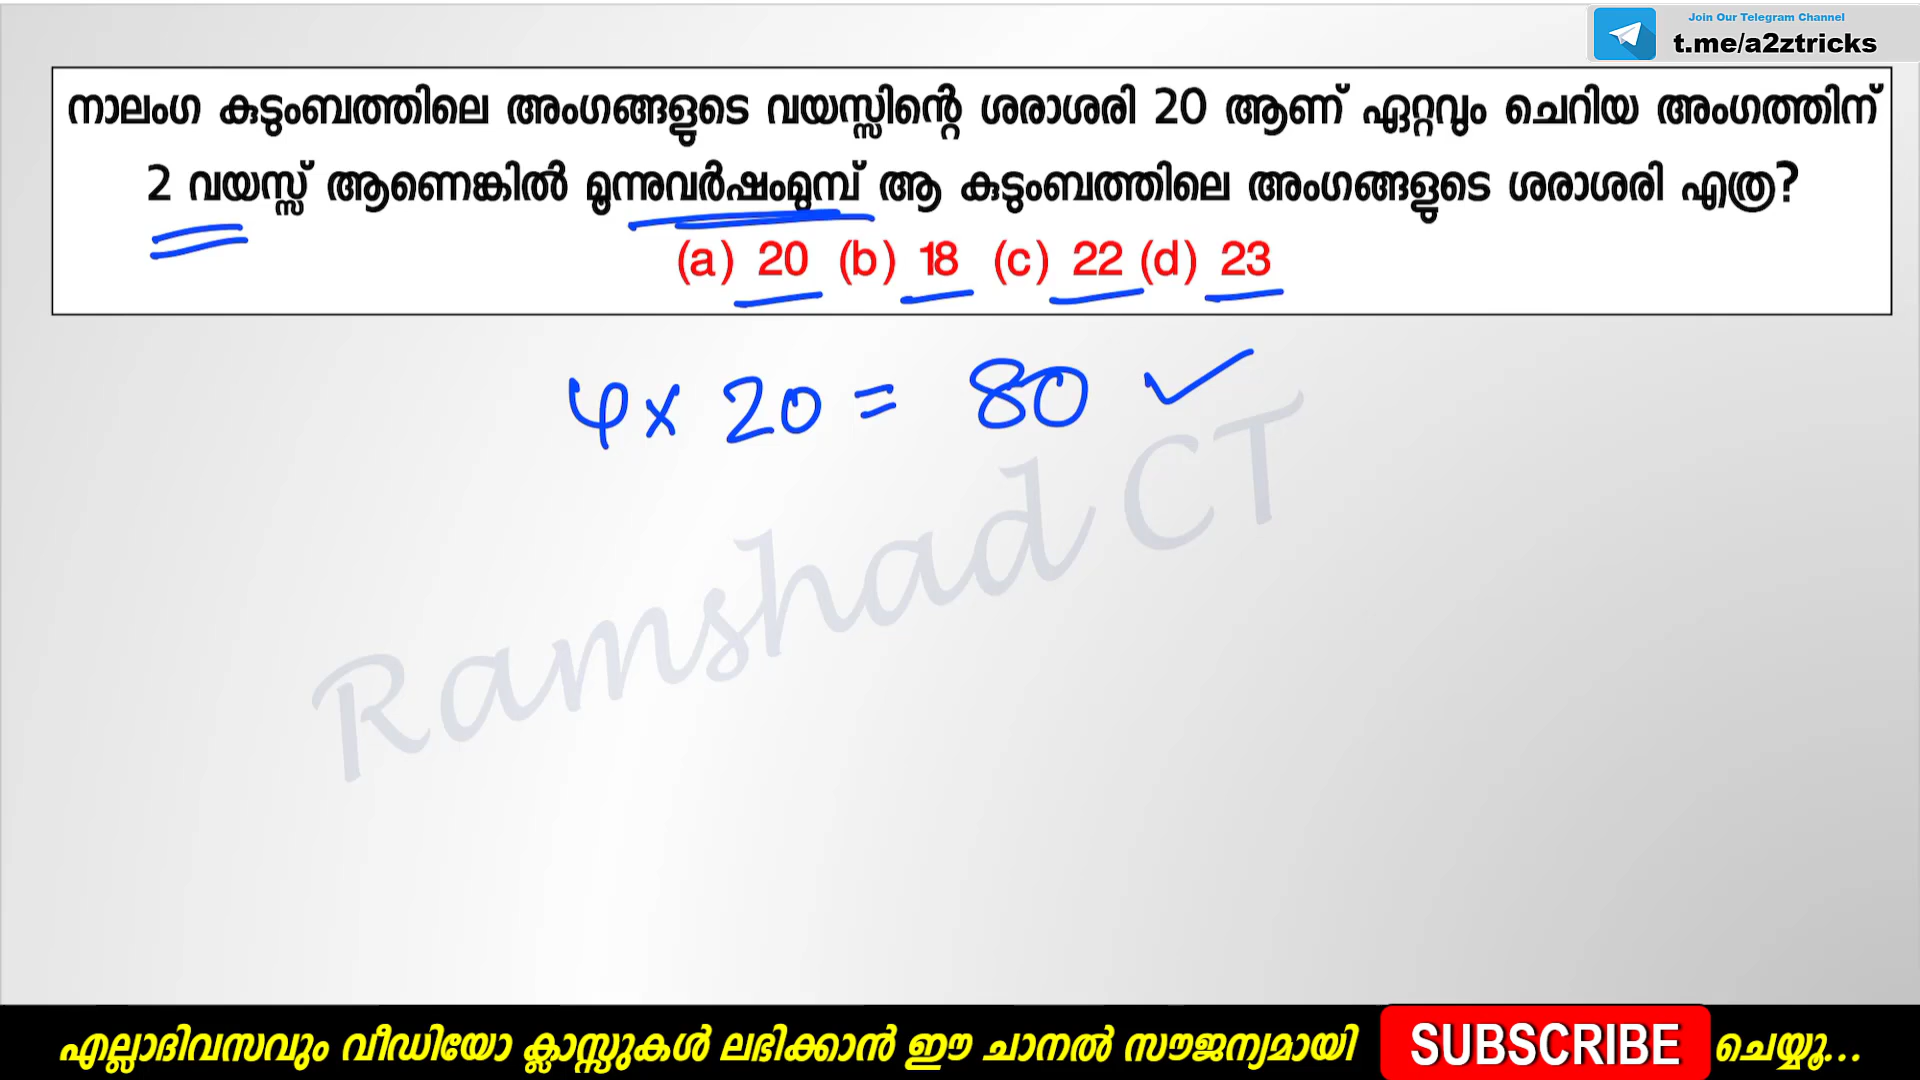 Join Our Telegram Channel
t.me/a2ztricks
നാലംഗ കുടുംബത്തിലെ അംഗങ്ങളുടെ വയസ്സിന്റെ ശരാശരി 20 ആണ് ഏറ്റവും ചെറിയ അംഗത്തിന്
2 വയസ്സ് ആണെങ്കിൽ മൂന്നുവർഷംമുമ്പ് ആ കുടുംബത്തിലെ അംഗങ്ങളുടെ ശരാശരി എത്ര?
(a) 20 (b) 18 (c) 22 (d) 23
4 x 20 = 80 ✓
Ramshad CT
എല്ലാദിവസവും വീഡിയോ ക്ലാസ്സുകൾ ലഭിക്കാൻ ഈ ചാനൽ സൗജന്യമായി SUBSCRIBE ചെയ്യൂ...